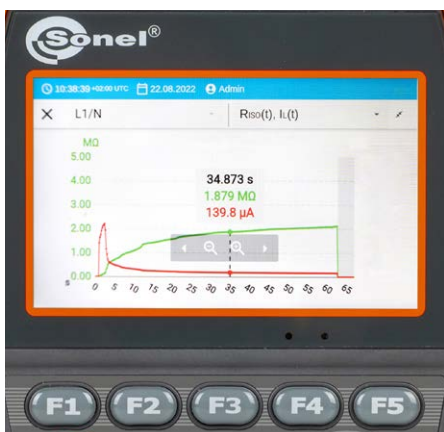 Sonel®
10:38:39 +02:00 UTC 22.08.2022 Admin
X L1/N RISO(t), IL(t)
MΩ
5.00
4.00
3.00
2.00
1.00
0.00
34.873 s
1.879 MΩ
139.8 µA
s 0 5 10 15 20 25 30 35 40 45 50 55 60 65
F1 F2 F3 F4 F5